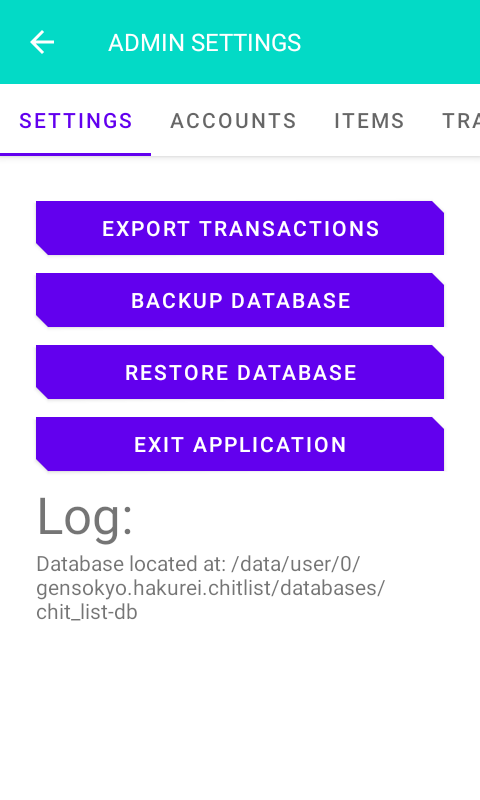 ADMIN SETTINGS
SETTINGS ACCOUNTS ITEMS TRA
EXPORT TRANSACTIONS
BACKUP DATABASE
RESTORE DATABASE
EXIT APPLICATION
Log:
Database located at: /data/user/0/
gensokyo.hakurei.chitlist/databases/
chit_list-db